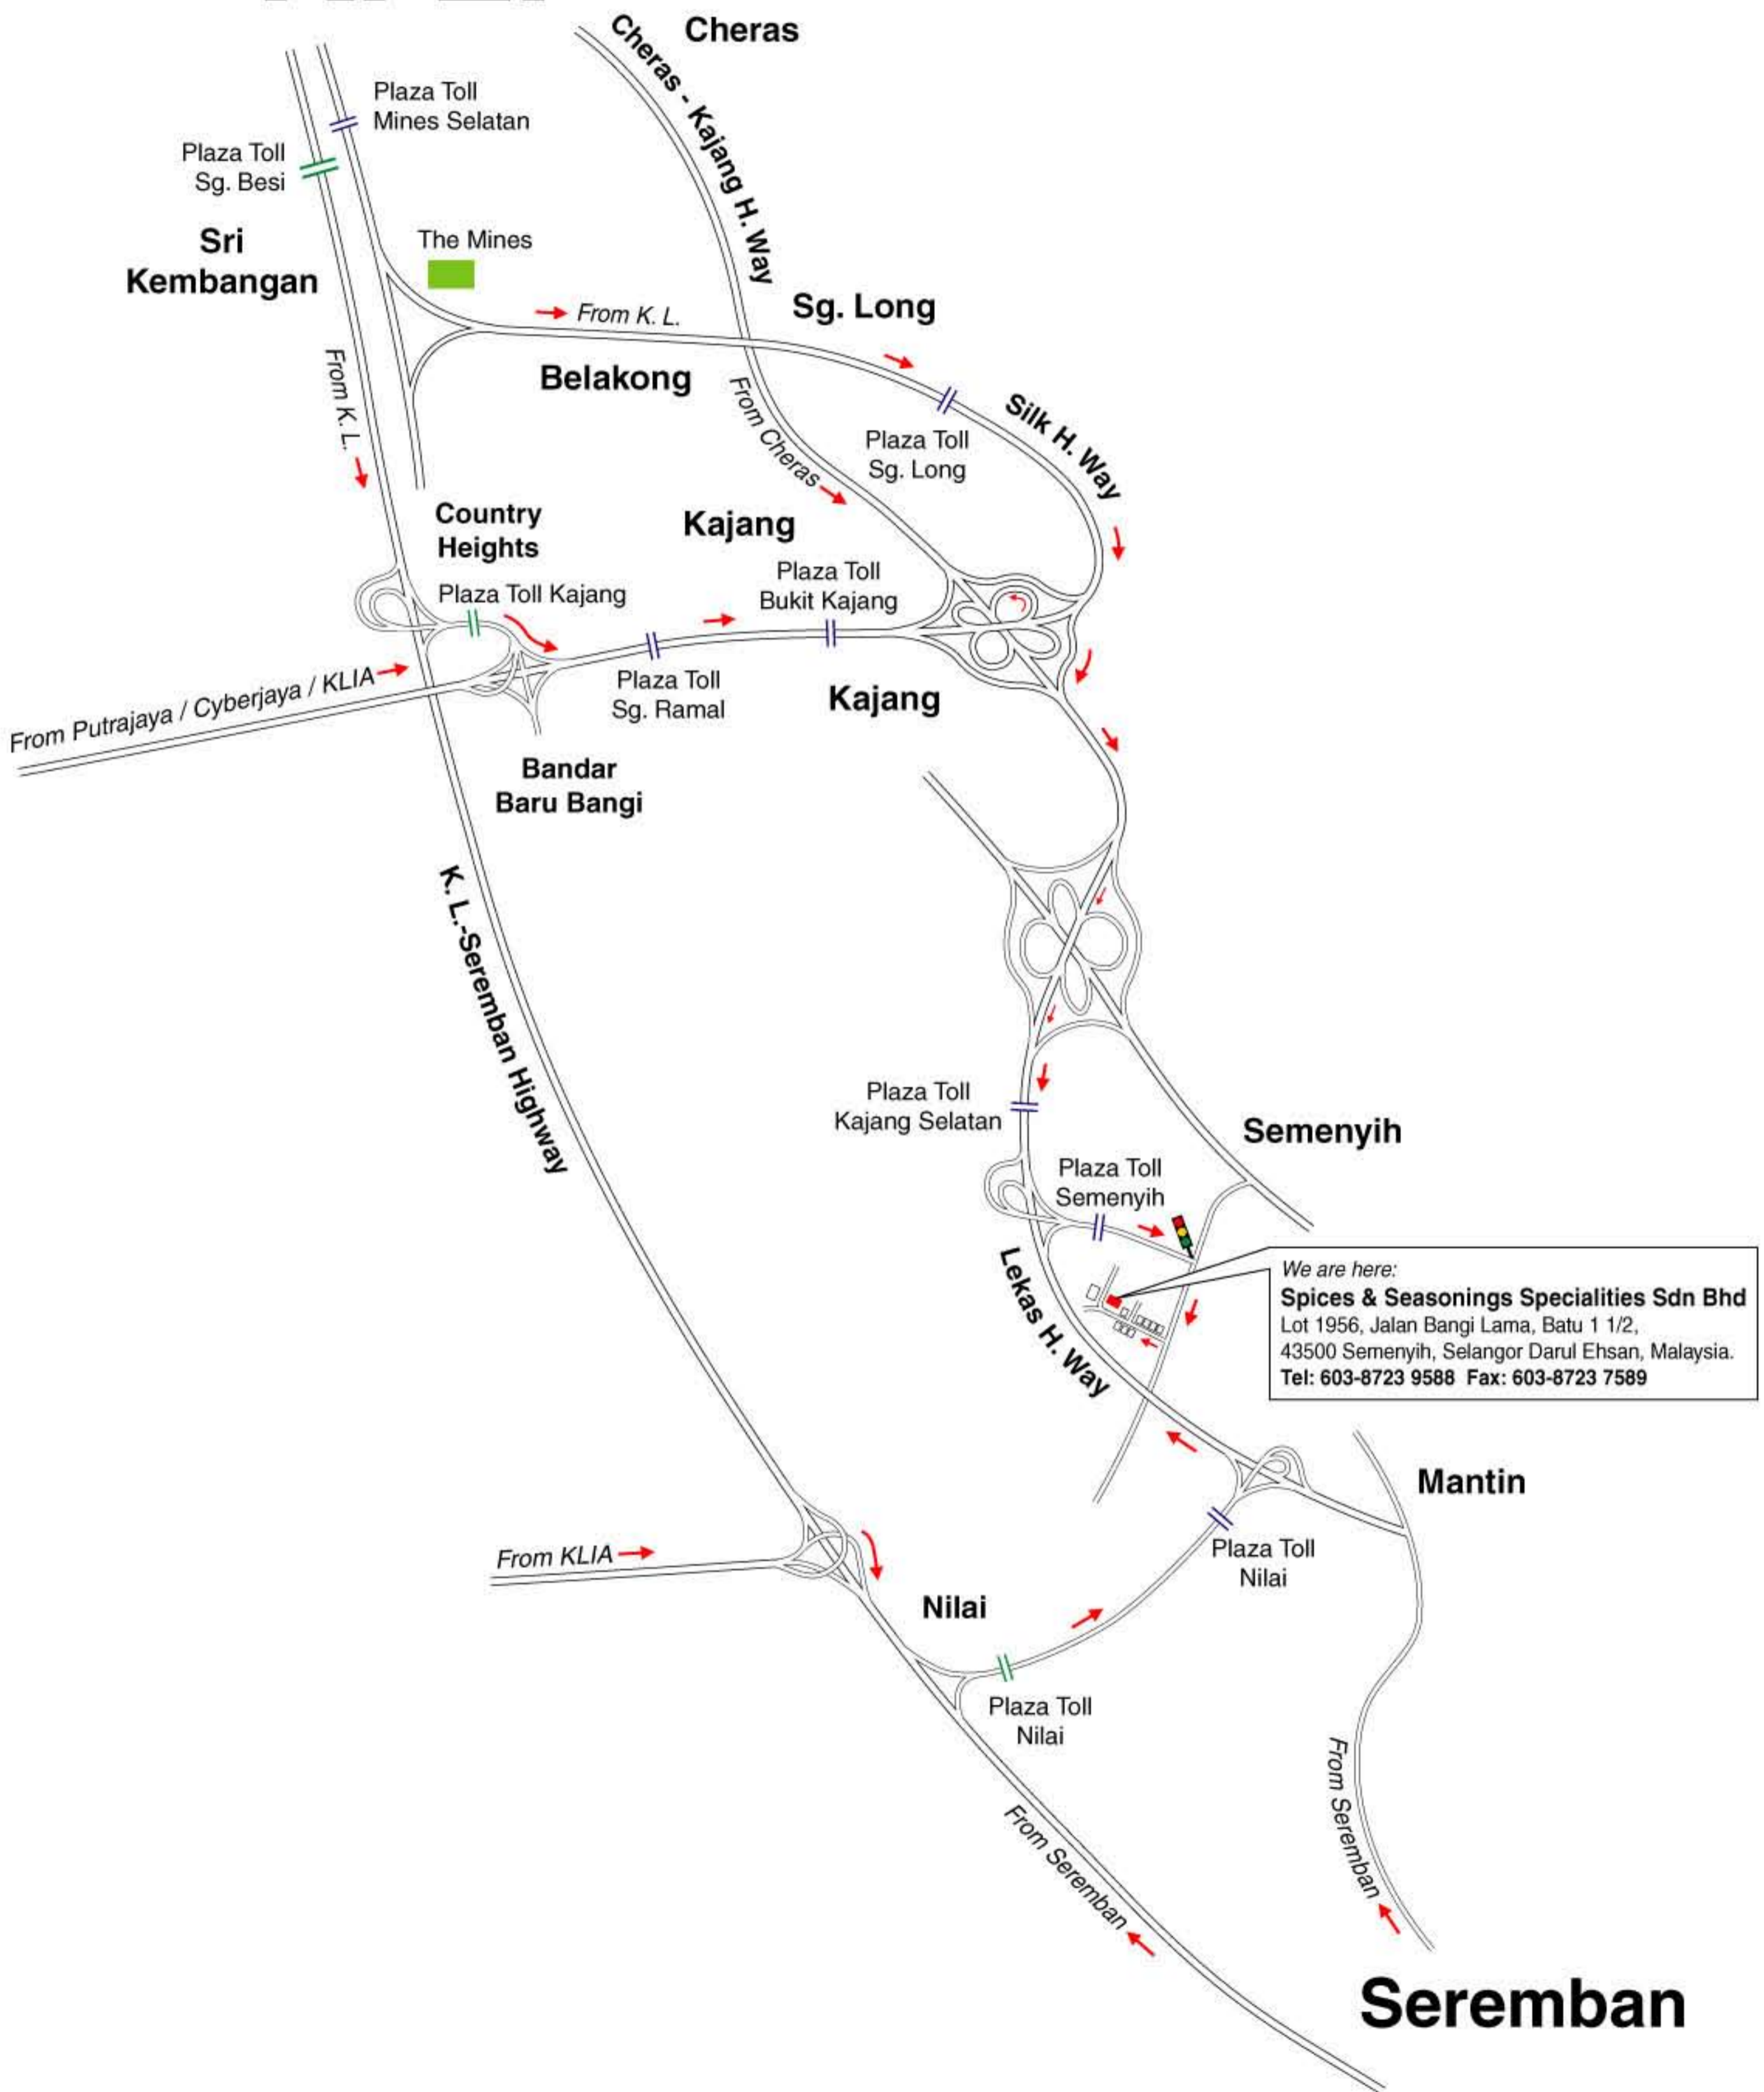 Cheras
Cheras - Kajang H. Way
Plaza Toll
Mines Selatan
Plaza Toll
Sg. Besi
Sri
Kembangan
The Mines
From K. L.
Sg. Long
From K. L.
Belakong
From Cheras
Plaza Toll
Sg. Long
Silk H. Way
Country
Heights
Kajang
Plaza Toll Kajang
Plaza Toll
Bukit Kajang
From Putrajaya / Cyberjaya / KLIA
Plaza Toll
Sg. Ramal
Kajang
Bandar
Baru Bangi
K. L.-Seremban Highway
Plaza Toll
Kajang Selatan
Semenyih
Plaza Toll
Semenyih
Lekas H. Way
We are here:
Spices & Seasonings Specialities Sdn Bhd
Lot 1956, Jalan Bangi Lama, Batu 1 1/2,
43500 Semenyih, Selangor Darul Ehsan, Malaysia.
Tel: 603-8723 9588 Fax: 603-8723 7589
Mantin
From KLIA
Plaza Toll
Nilai
Nilai
Plaza Toll
Nilai
From Seremban
From Seremban
Seremban